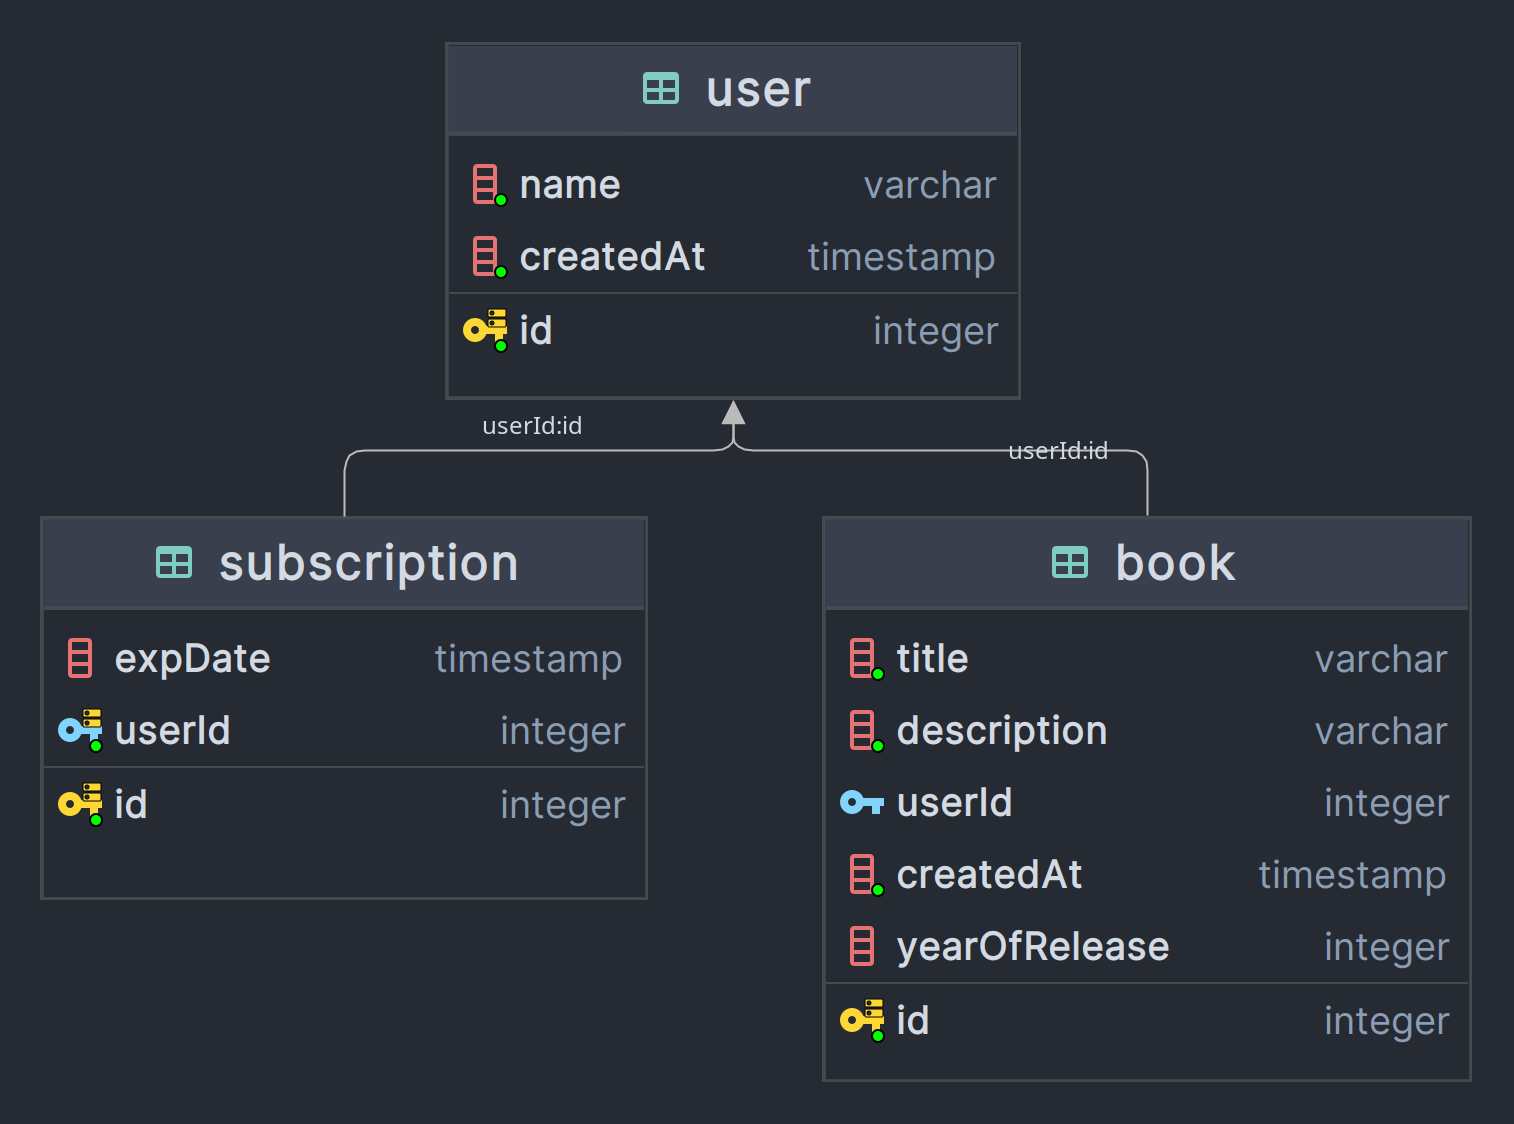 user
name varchar
createdAt timestamp
id integer
userId:id
userId:id
subscription
expDate timestamp
userId integer
id integer
book
title varchar
description varchar
userId integer
createdAt timestamp
yearOfRelease integer
id integer